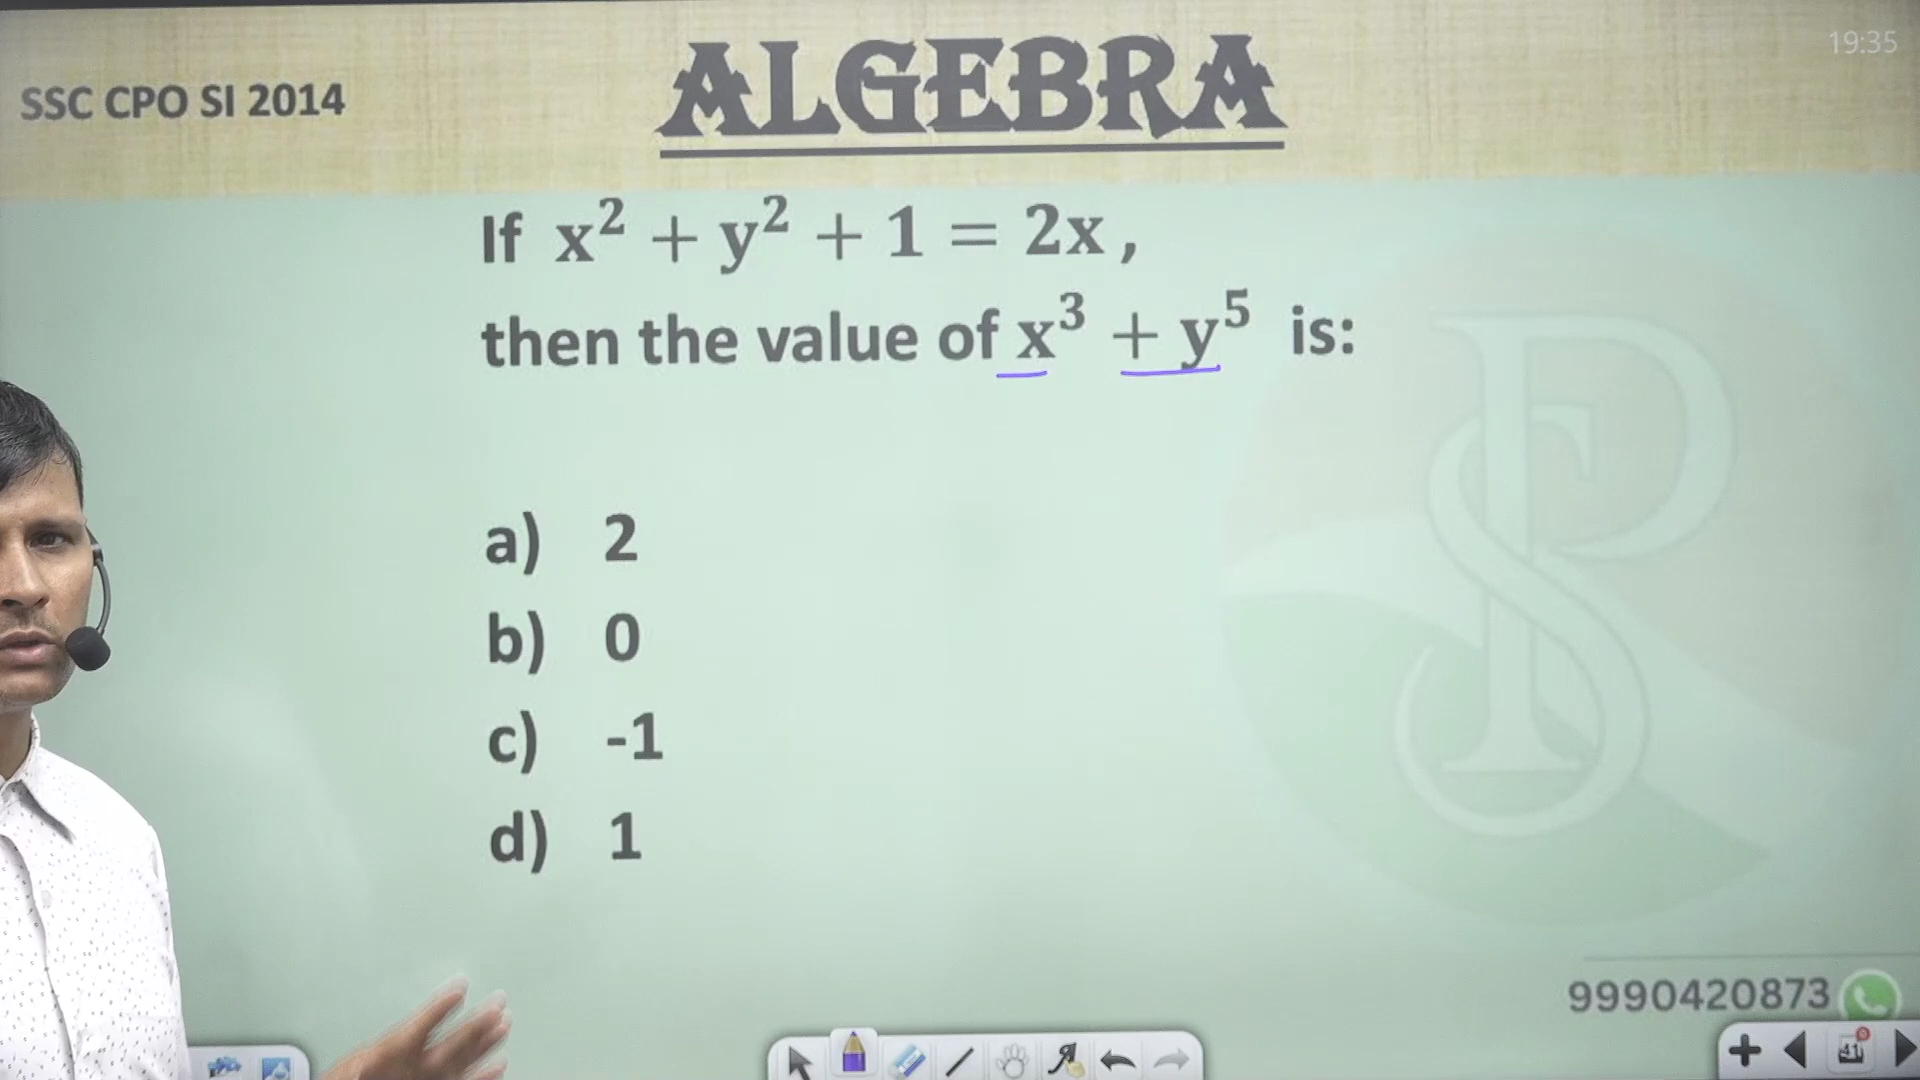 19:35
SSC CPO SI 2014
ALGEBRA
If x² + y² + 1 = 2x ,
then the value of x³ + y⁵ is:
a) 2
b) 0
c) -1
d) 1
9990420873
41